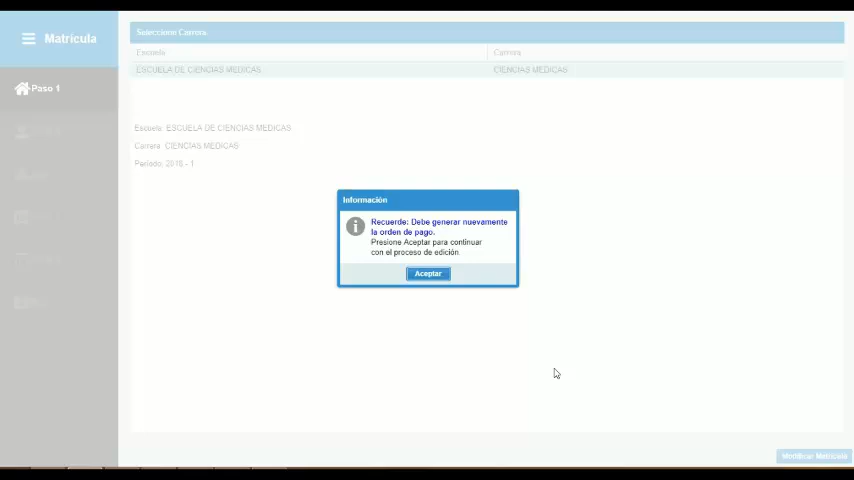 Matrícula
Paso 1
Seleccione Carrera
Escuela Carrera
ESCUELA DE CIENCIAS MEDICAS CIENCIAS MEDICAS
Escuela: ESCUELA DE CIENCIAS MEDICAS
Carrera: CIENCIAS MEDICAS
Periodo: 2016 - 1
Información
Recuerde: Debe generar nuevamente
la orden de pago.
Presione Aceptar para continuar
con el proceso de edición
Aceptar
Modificar Matrícula